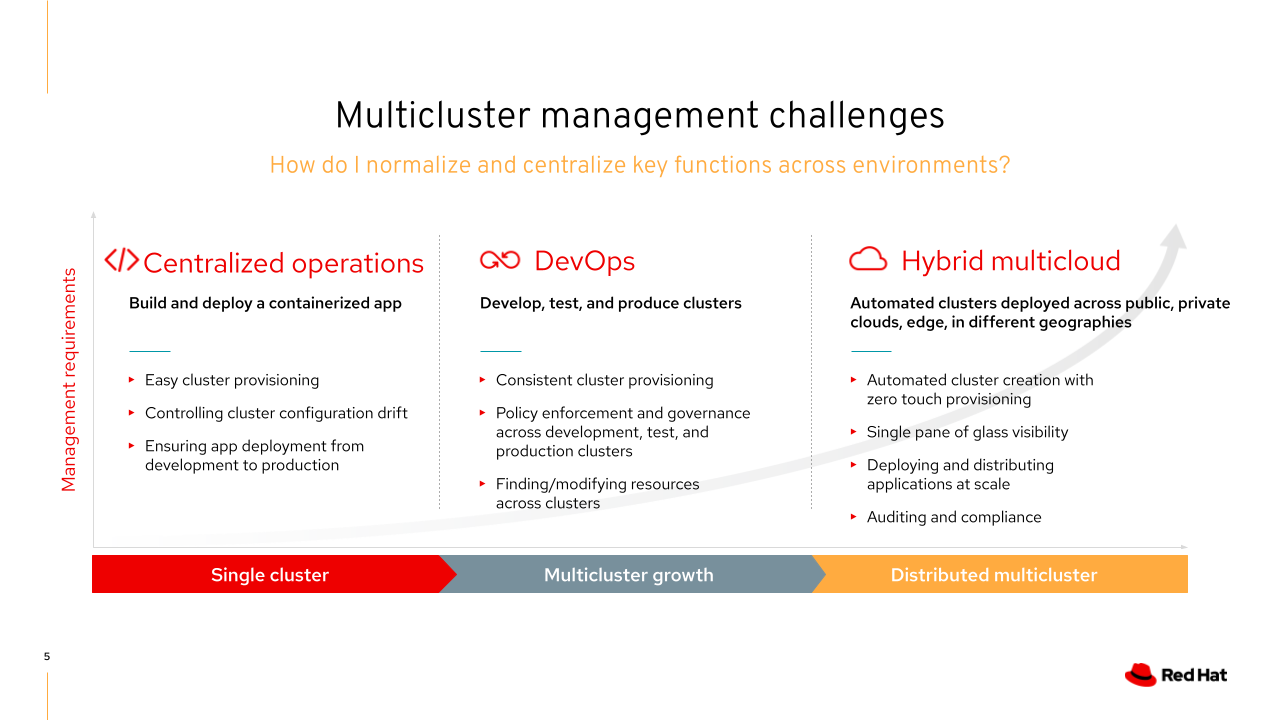 Multicluster management challenges
How do I normalize and centralize key functions across environments?
Management requirements
Centralized operations
Build and deploy a containerized app
Easy cluster provisioning
Controlling cluster configuration drift
Ensuring app deployment from
development to production
DevOps
Develop, test, and produce clusters
Consistent cluster provisioning
Policy enforcement and governance
across development, test, and
production clusters
Finding/modifying resources
across clusters
Hybrid multicloud
Automated clusters deployed across public, private
clouds, edge, in different geographies
Automated cluster creation with
zero touch provisioning
Single pane of glass visibility
Deploying and distributing
applications at scale
Auditing and compliance
Single cluster
Multicluster growth
Distributed multicluster
5
Red Hat